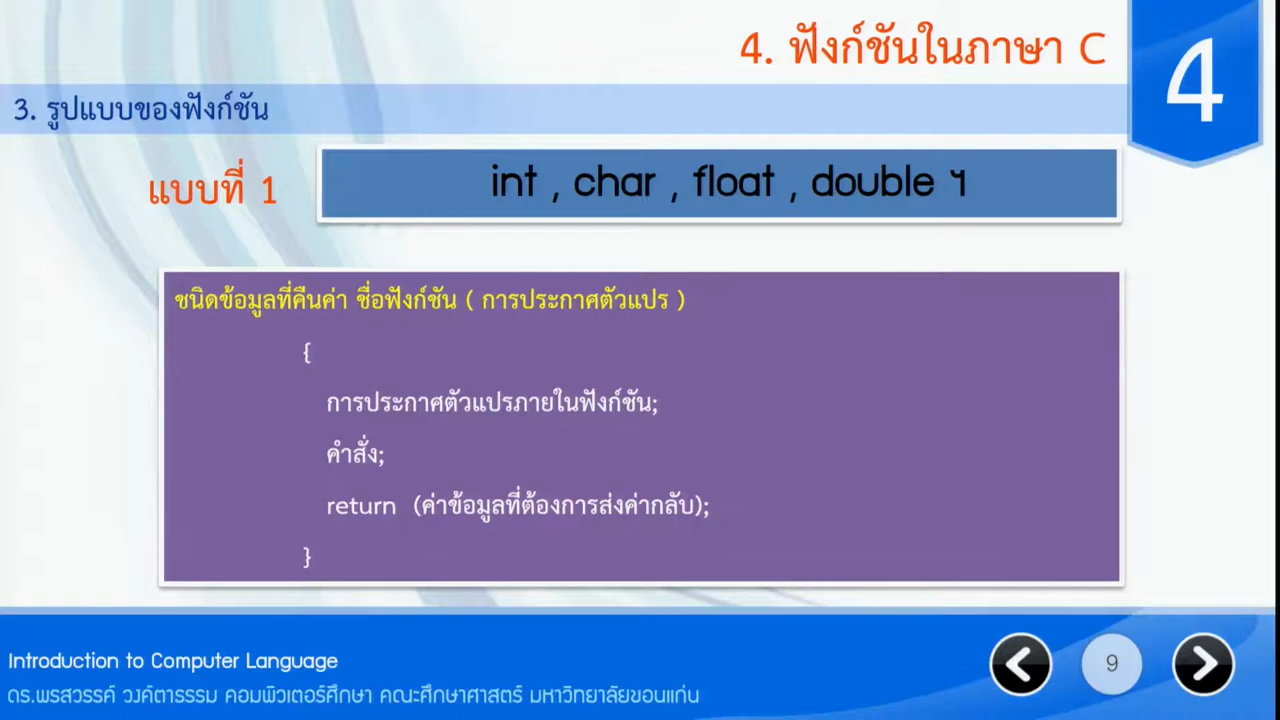 4. ฟังก์ชันในภาษา C
4
3. รูปแบบของฟังก์ชัน
แบบที่ 1
int , char , float , double ฯ
ชนิดข้อมูลที่คืนค่า ชื่อฟังก์ชัน ( การประกาศตัวแปร )
{
การประกาศตัวแปรภายในฟังก์ชัน;
คำสั่ง;
return (ค่าข้อมูลที่ต้องการส่งค่ากลับ);
}
Introduction to Computer Language
ดร.พรสวรรค์ วงค์ตาธรรม คอมพิวเตอร์ศึกษา คณะศึกษาศาสตร์ มหาวิทยาลัยขอนแก่น
9